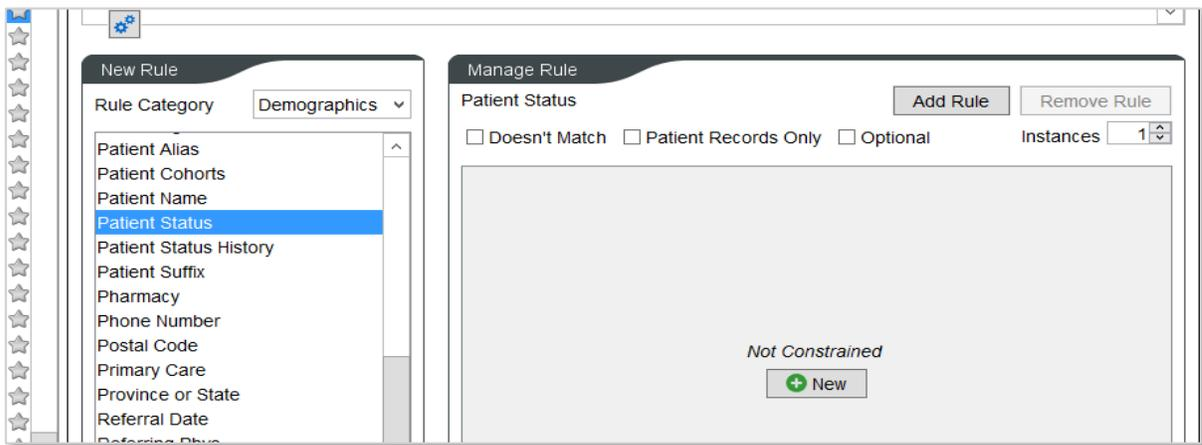 New Rule
Rule Category Demographics
Patient Alias
Patient Cohorts
Patient Name
Patient Status
Patient Status History
Patient Suffix
Pharmacy
Phone Number
Postal Code
Primary Care
Province or State
Referral Date
Referring Phys
Manage Rule
Patient Status Add Rule Remove Rule
Doesn't Match Patient Records Only Optional Instances 1
Not Constrained
New